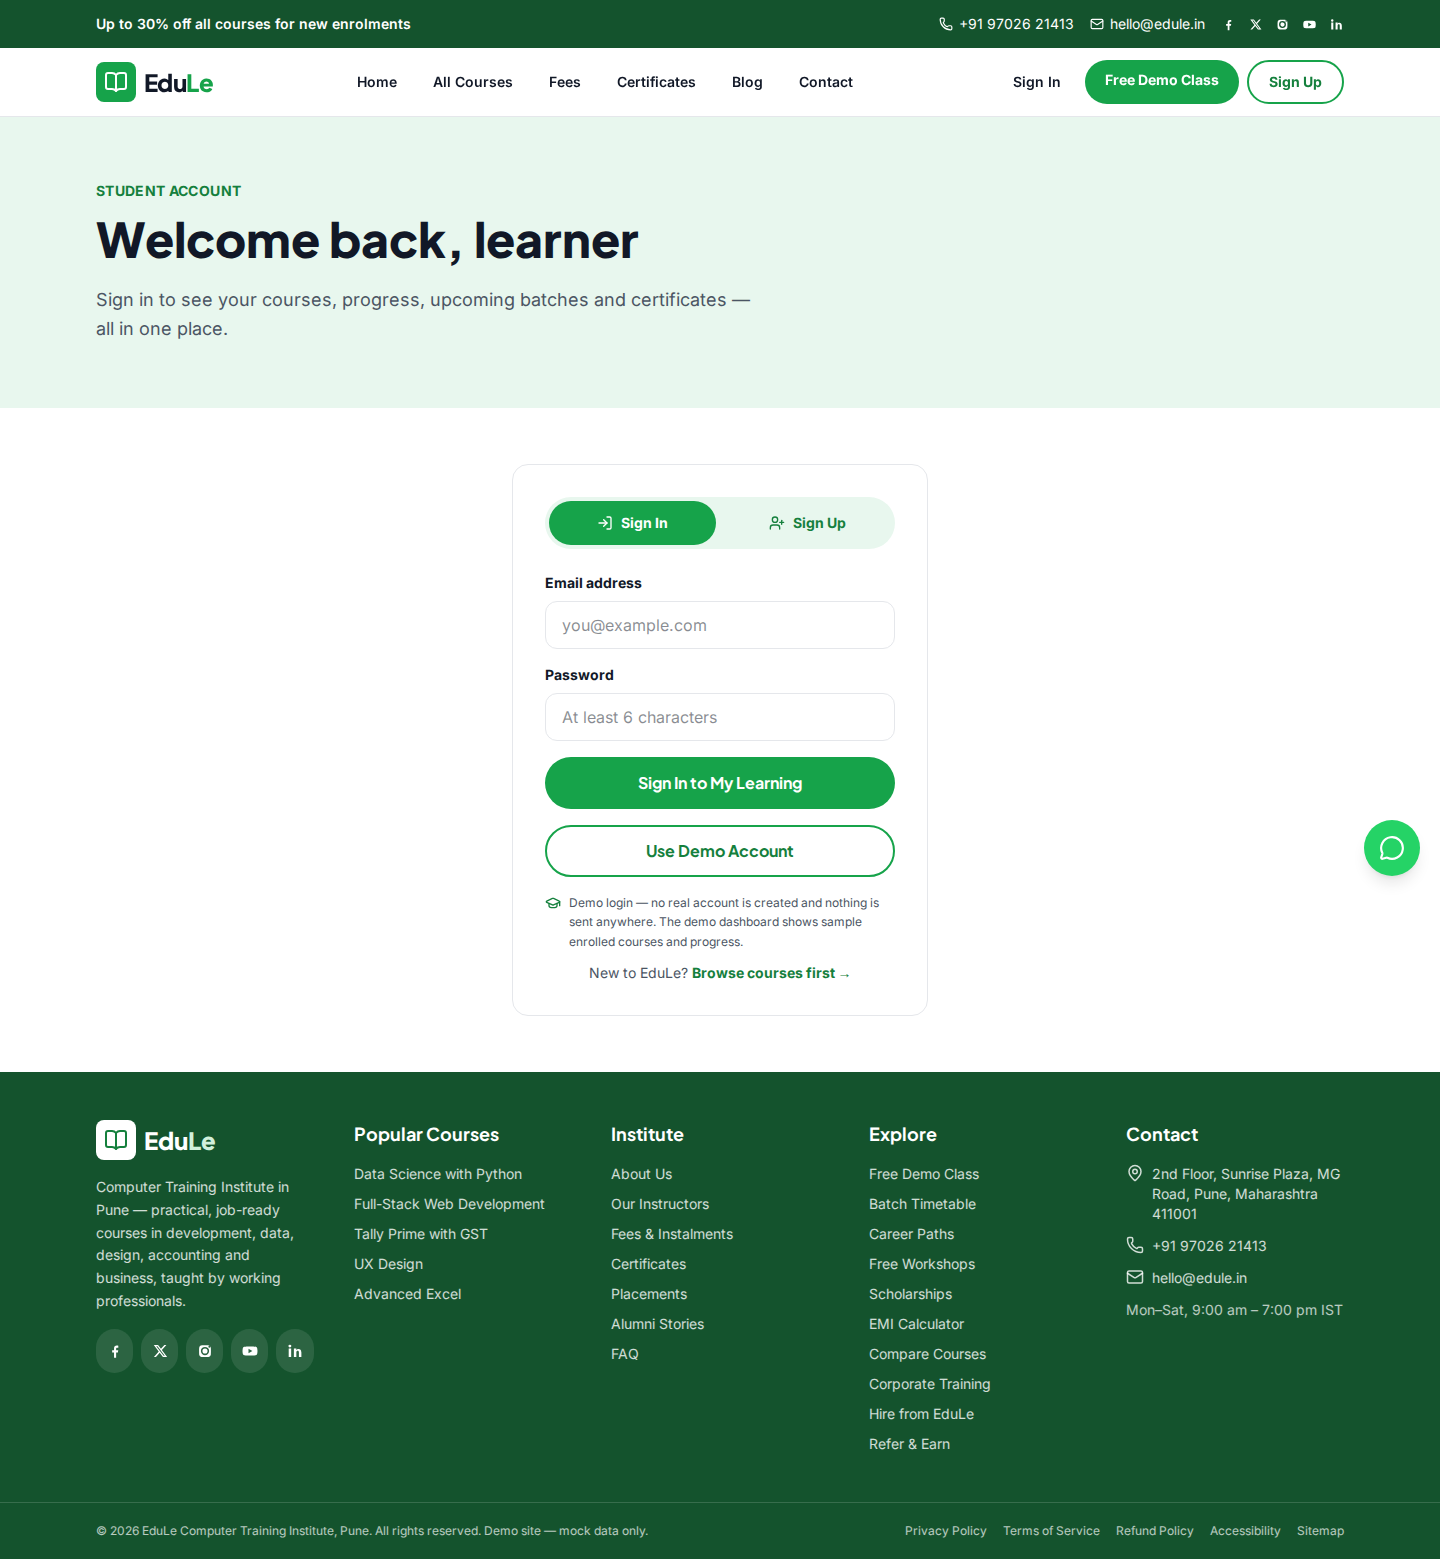 Up to 30% off all courses for new enrolments
+91 97026 21413
hello@edule.in
EduLe
Home
All Courses
Fees
Certificates
Blog
Contact
Sign In
Free Demo Class
Sign Up
STUDENT ACCOUNT
Welcome back, learner
Sign in to see your courses, progress, upcoming batches and certificates —
all in one place.
Sign In
Sign Up
Email address
you@example.com
Password
At least 6 characters
Sign In to My Learning
Use Demo Account
Demo login — no real account is created and nothing is
sent anywhere. The demo dashboard shows sample
enrolled courses and progress.
New to EduLe? Browse courses first →
EduLe
Computer Training Institute in
Pune — practical, job-ready
courses in development, data,
design, accounting and
business, taught by working
professionals.
Popular Courses
Data Science with Python
Full-Stack Web Development
Tally Prime with GST
UX Design
Advanced Excel
Institute
About Us
Our Instructors
Fees & Instalments
Certificates
Placements
Alumni Stories
FAQ
Explore
Free Demo Class
Batch Timetable
Career Paths
Free Workshops
Scholarships
EMI Calculator
Compare Courses
Corporate Training
Hire from EduLe
Refer & Earn
Contact
2nd Floor, Sunrise Plaza, MG
Road, Pune, Maharashtra
411001
+91 97026 21413
hello@edule.in
Mon–Sat, 9:00 am – 7:00 pm IST
© 2026 EduLe Computer Training Institute, Pune. All rights reserved. Demo site — mock data only.
Privacy Policy
Terms of Service
Refund Policy
Accessibility
Sitemap